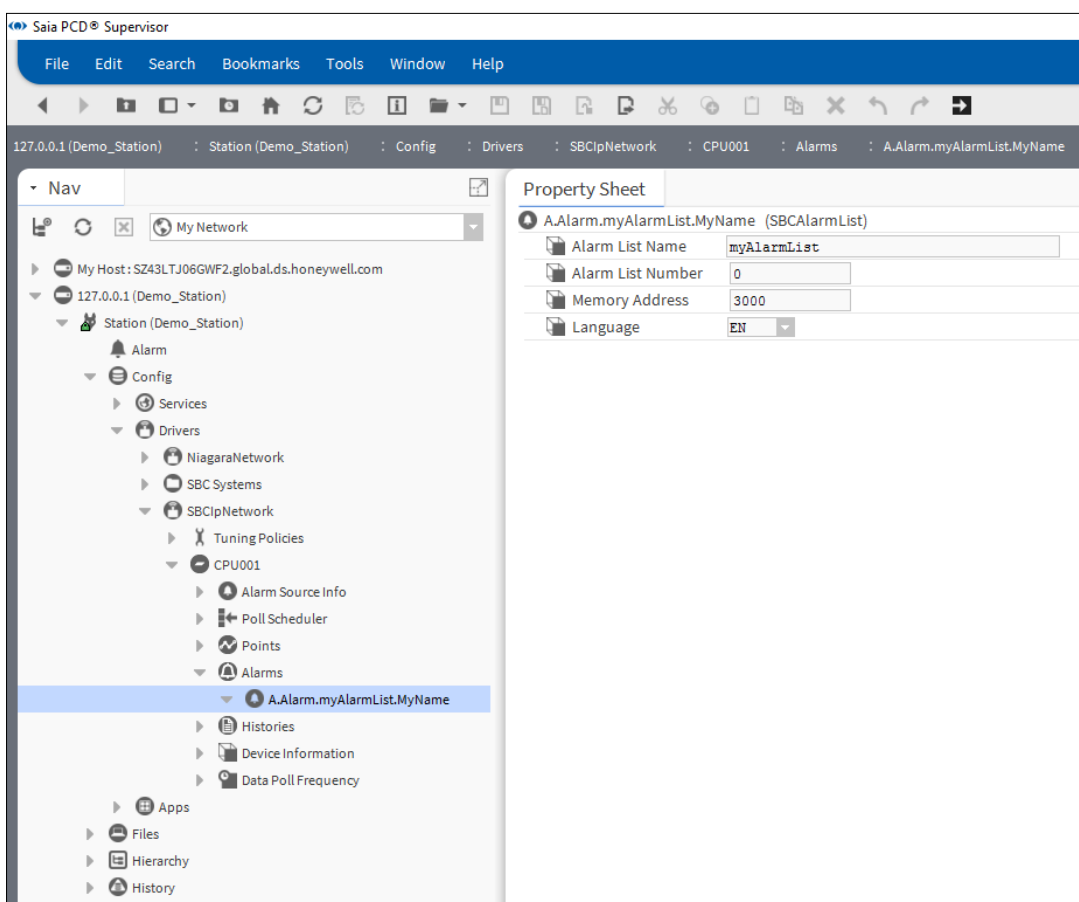 Saia PCD® Supervisor
File Edit Search Bookmarks Tools Window Help
127.0.0.1 (Demo_Station) : Station (Demo_Station) : Config : Drivers : SBCIpNetwork : CPU001 : Alarms : A.Alarm.myAlarmList.MyName
Nav
My Network
My Host : SZ43LTJ06GWF2.global.ds.honeywell.com
127.0.0.1 (Demo_Station)
Station (Demo_Station)
Alarm
Config
Services
Drivers
NiagaraNetwork
SBC Systems
SBCIpNetwork
Tuning Policies
CPU001
Alarm Source Info
Poll Scheduler
Points
Alarms
A.Alarm.myAlarmList.MyName
Histories
Device Information
Data Poll Frequency
Apps
Files
Hierarchy
History
Property Sheet
A.Alarm.myAlarmList.MyName (SBCAlarmList)
Alarm List Name myAlarmList
Alarm List Number 0
Memory Address 3000
Language EN